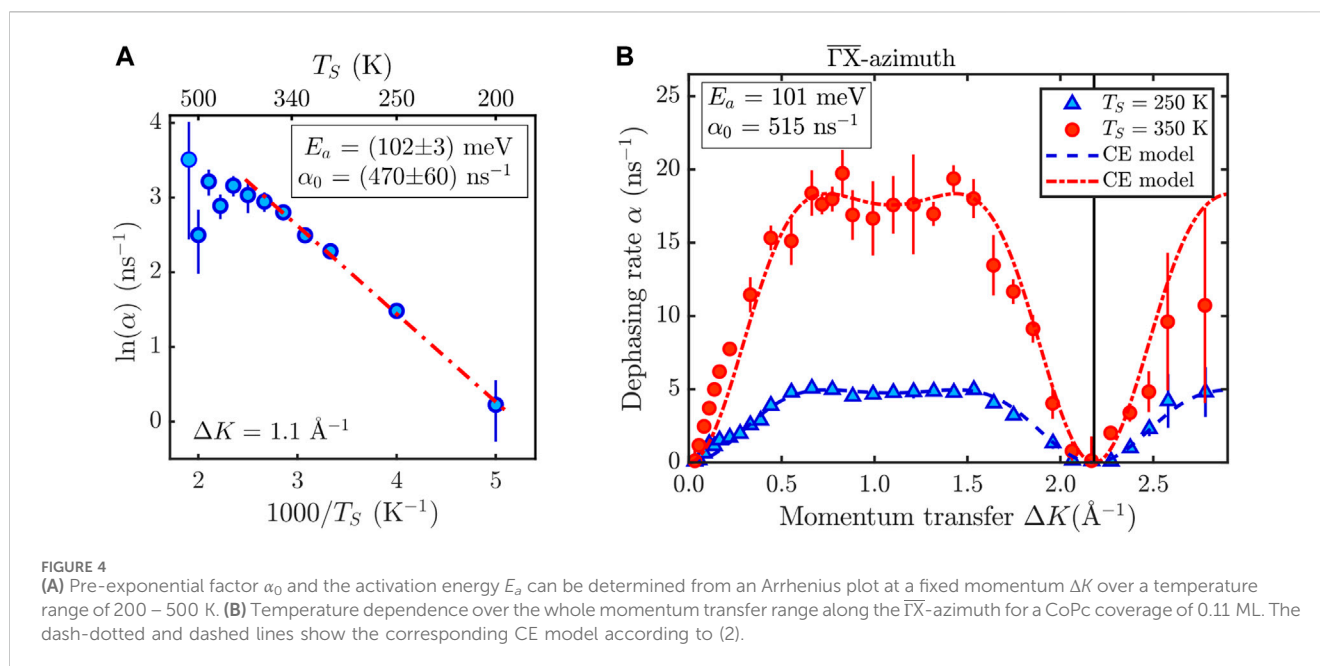 A
T_S (K)
500 340 250 200
4
3
2
1
0
ln(α) (ns⁻¹)
E_a = (102±3) meV
α_0 = (470±60) ns⁻¹
ΔK = 1.1 Å⁻¹
2 3 4 5
1000/T_S (K⁻¹)
B
ΓX̅-azimuth
25
20
15
10
5
0
Dephasing rate α (ns⁻¹)
E_a = 101 meV
α_0 = 515 ns⁻¹
T_S = 250 K
T_S = 350 K
CE model
CE model
0.0 0.5 1.0 1.5 2.0 2.5
Momentum transfer ΔK(Å⁻¹)
FIGURE 4
(A) Pre-exponential factor α_0 and the activation energy E_a can be determined from an Arrhenius plot at a fixed momentum ΔK over a temperature
range of 200 – 500 K. (B) Temperature dependence over the whole momentum transfer range along the Γ̅X̅-azimuth for a CoPc coverage of 0.11 ML. The
dash-dotted and dashed lines show the corresponding CE model according to (2).